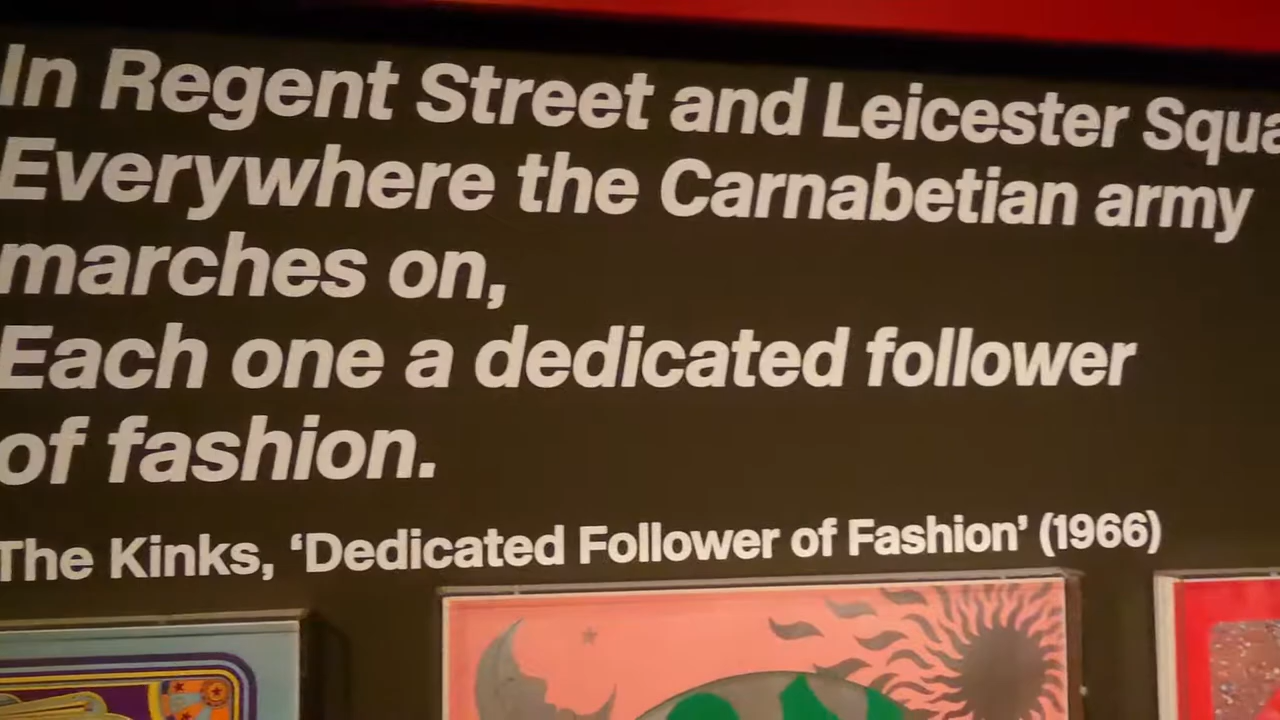 In Regent Street and Leicester Squa
Everywhere the Carnabetian army
marches on,
Each one a dedicated follower
of fashion.
The Kinks, ‘Dedicated Follower of Fashion’ (1966)